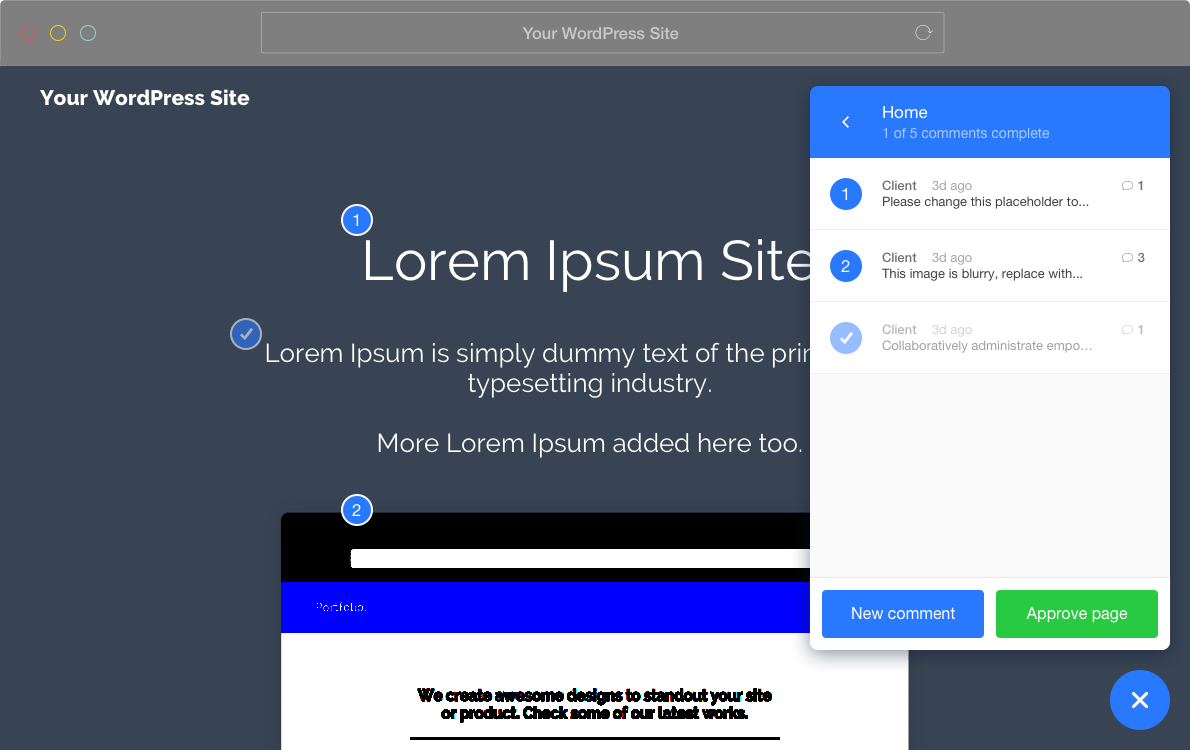 Your WordPress Site
Your WordPress Site
1
Lorem Ipsum Site
Lorem Ipsum is simply dummy text of the
typesetting industry.
More Lorem Ipsum added here too.
2
Portfolio.
We create awesome designs to standout your site
or product. Check some of our latest works.
Home
1 of 5 comments complete
1
Client 3d ago 1
Please change this placeholder to...
2
Client 3d ago 3
This image is blurry, replace with...
Client 3d ago 1
Collaboratively administrate empo...
New comment
Approve page